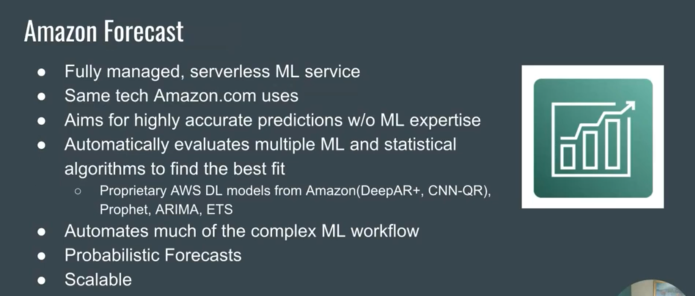 Amazon Forecast
● Fully managed, serverless ML service
● Same tech Amazon.com uses
● Aims for highly accurate predictions w/o ML expertise
● Automatically evaluates multiple ML and statistical
algorithms to find the best fit
○ Proprietary AWS DL models from Amazon(DeepAR+, CNN-QR),
Prophet, ARIMA, ETS
● Automates much of the complex ML workflow
● Probabilistic Forecasts
● Scalable